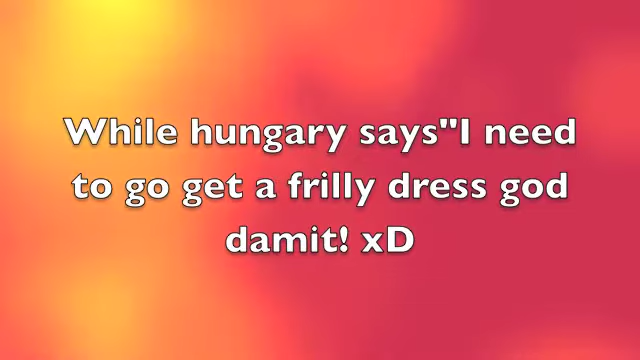 While hungary says"I need
to go get a frilly dress god
damit! xD